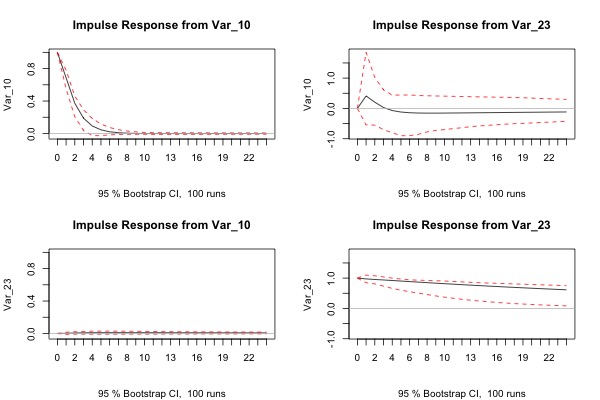 Impulse Response from Var_10
Var_10
0.0 0.4 0.8
0 2 4 6 8 10 13 16 19 22
95 % Bootstrap CI, 100 runs
Impulse Response from Var_23
Var_10
-1.0 0.0 1.0
0 2 4 6 8 10 13 16 19 22
95 % Bootstrap CI, 100 runs
Impulse Response from Var_10
Var_23
0.0 0.4 0.8
0 2 4 6 8 10 13 16 19 22
95 % Bootstrap CI, 100 runs
Impulse Response from Var_23
Var_23
-1.0 0.0 1.0
0 2 4 6 8 10 13 16 19 22
95 % Bootstrap CI, 100 runs